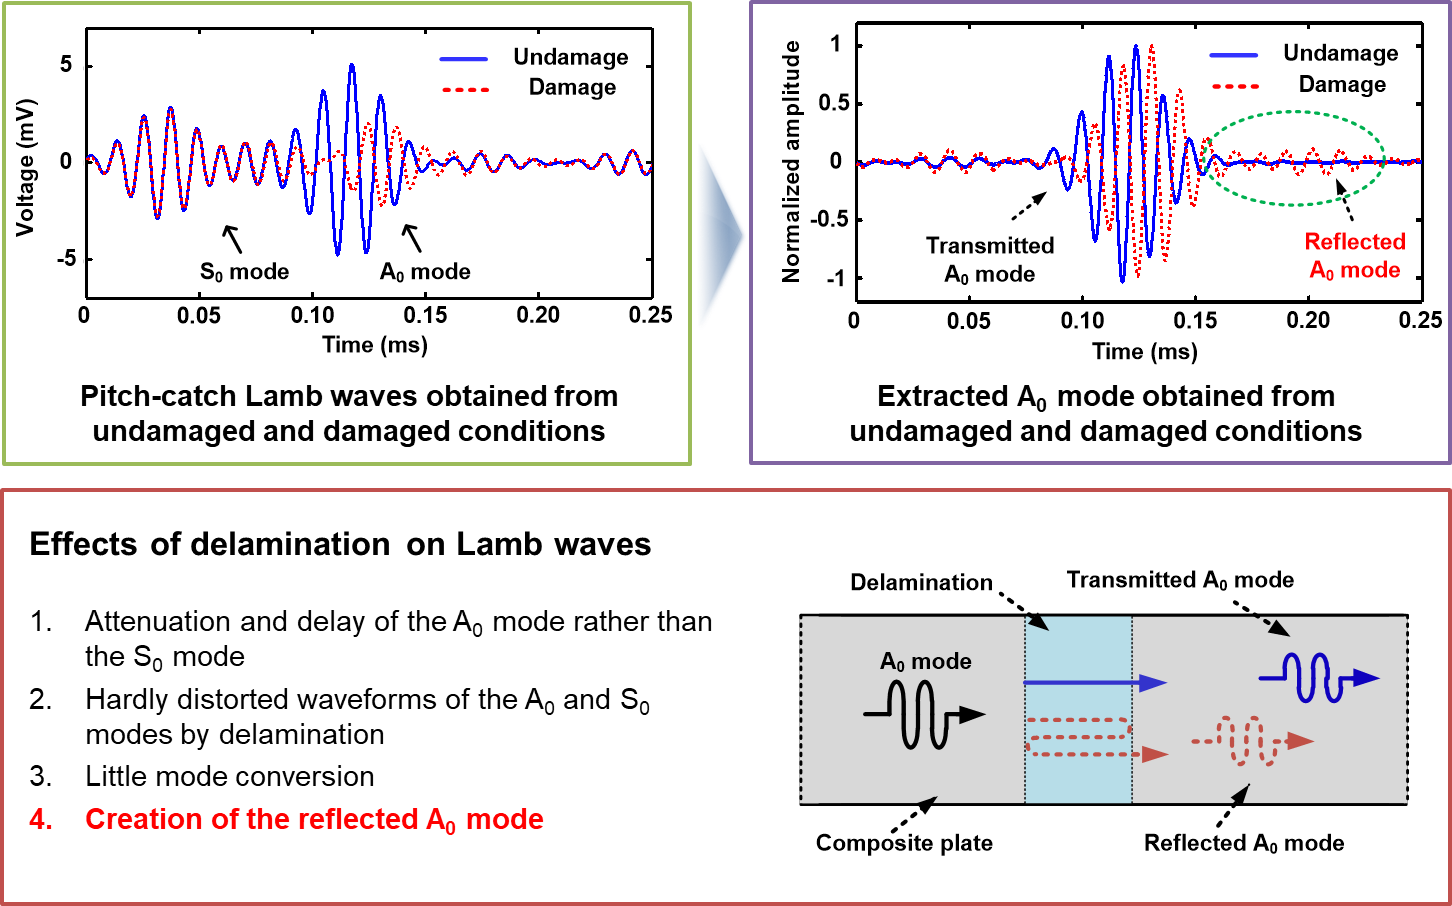 Undamage
Damage
5
0
-5
Voltage (mV)
S0 mode
A0 mode
0
0.05
0.10
0.15
0.20
0.25
Time (ms)
Pitch-catch Lamb waves obtained from
undamaged and damaged conditions
Undamage
Damage
1
0.5
0
-0.5
-1
Normalized amplitude
Transmitted
A0 mode
Reflected
A0 mode
0
0.05
0.10
0.15
0.20
0.25
Time (ms)
Extracted A0 mode obtained from
undamaged and damaged conditions
Effects of delamination on Lamb waves
1. Attenuation and delay of the A0 mode rather than
the S0 mode
2. Hardly distorted waveforms of the A0 and S0
modes by delamination
3. Little mode conversion
4. Creation of the reflected A0 mode
Delamination
Transmitted A0 mode
A0 mode
Composite plate
Reflected A0 mode